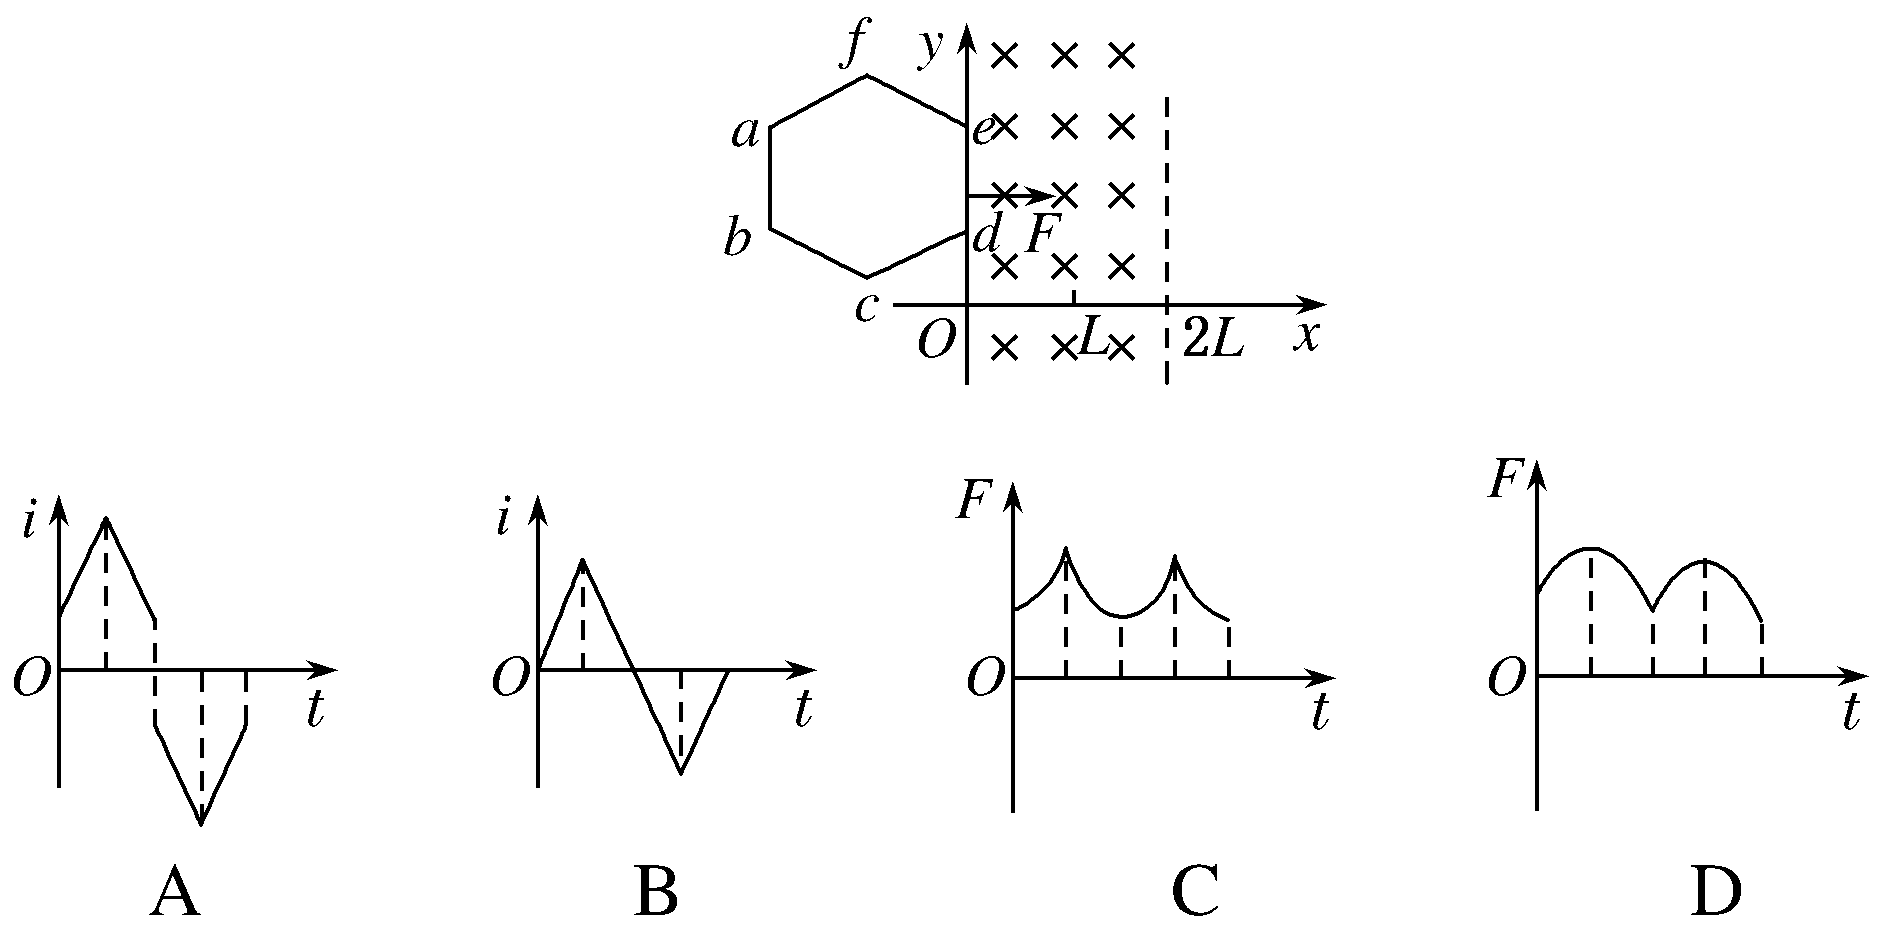 f y
a e
b d F
c O L 2L x
i O t
i O t
F O t
F O t
A B C D